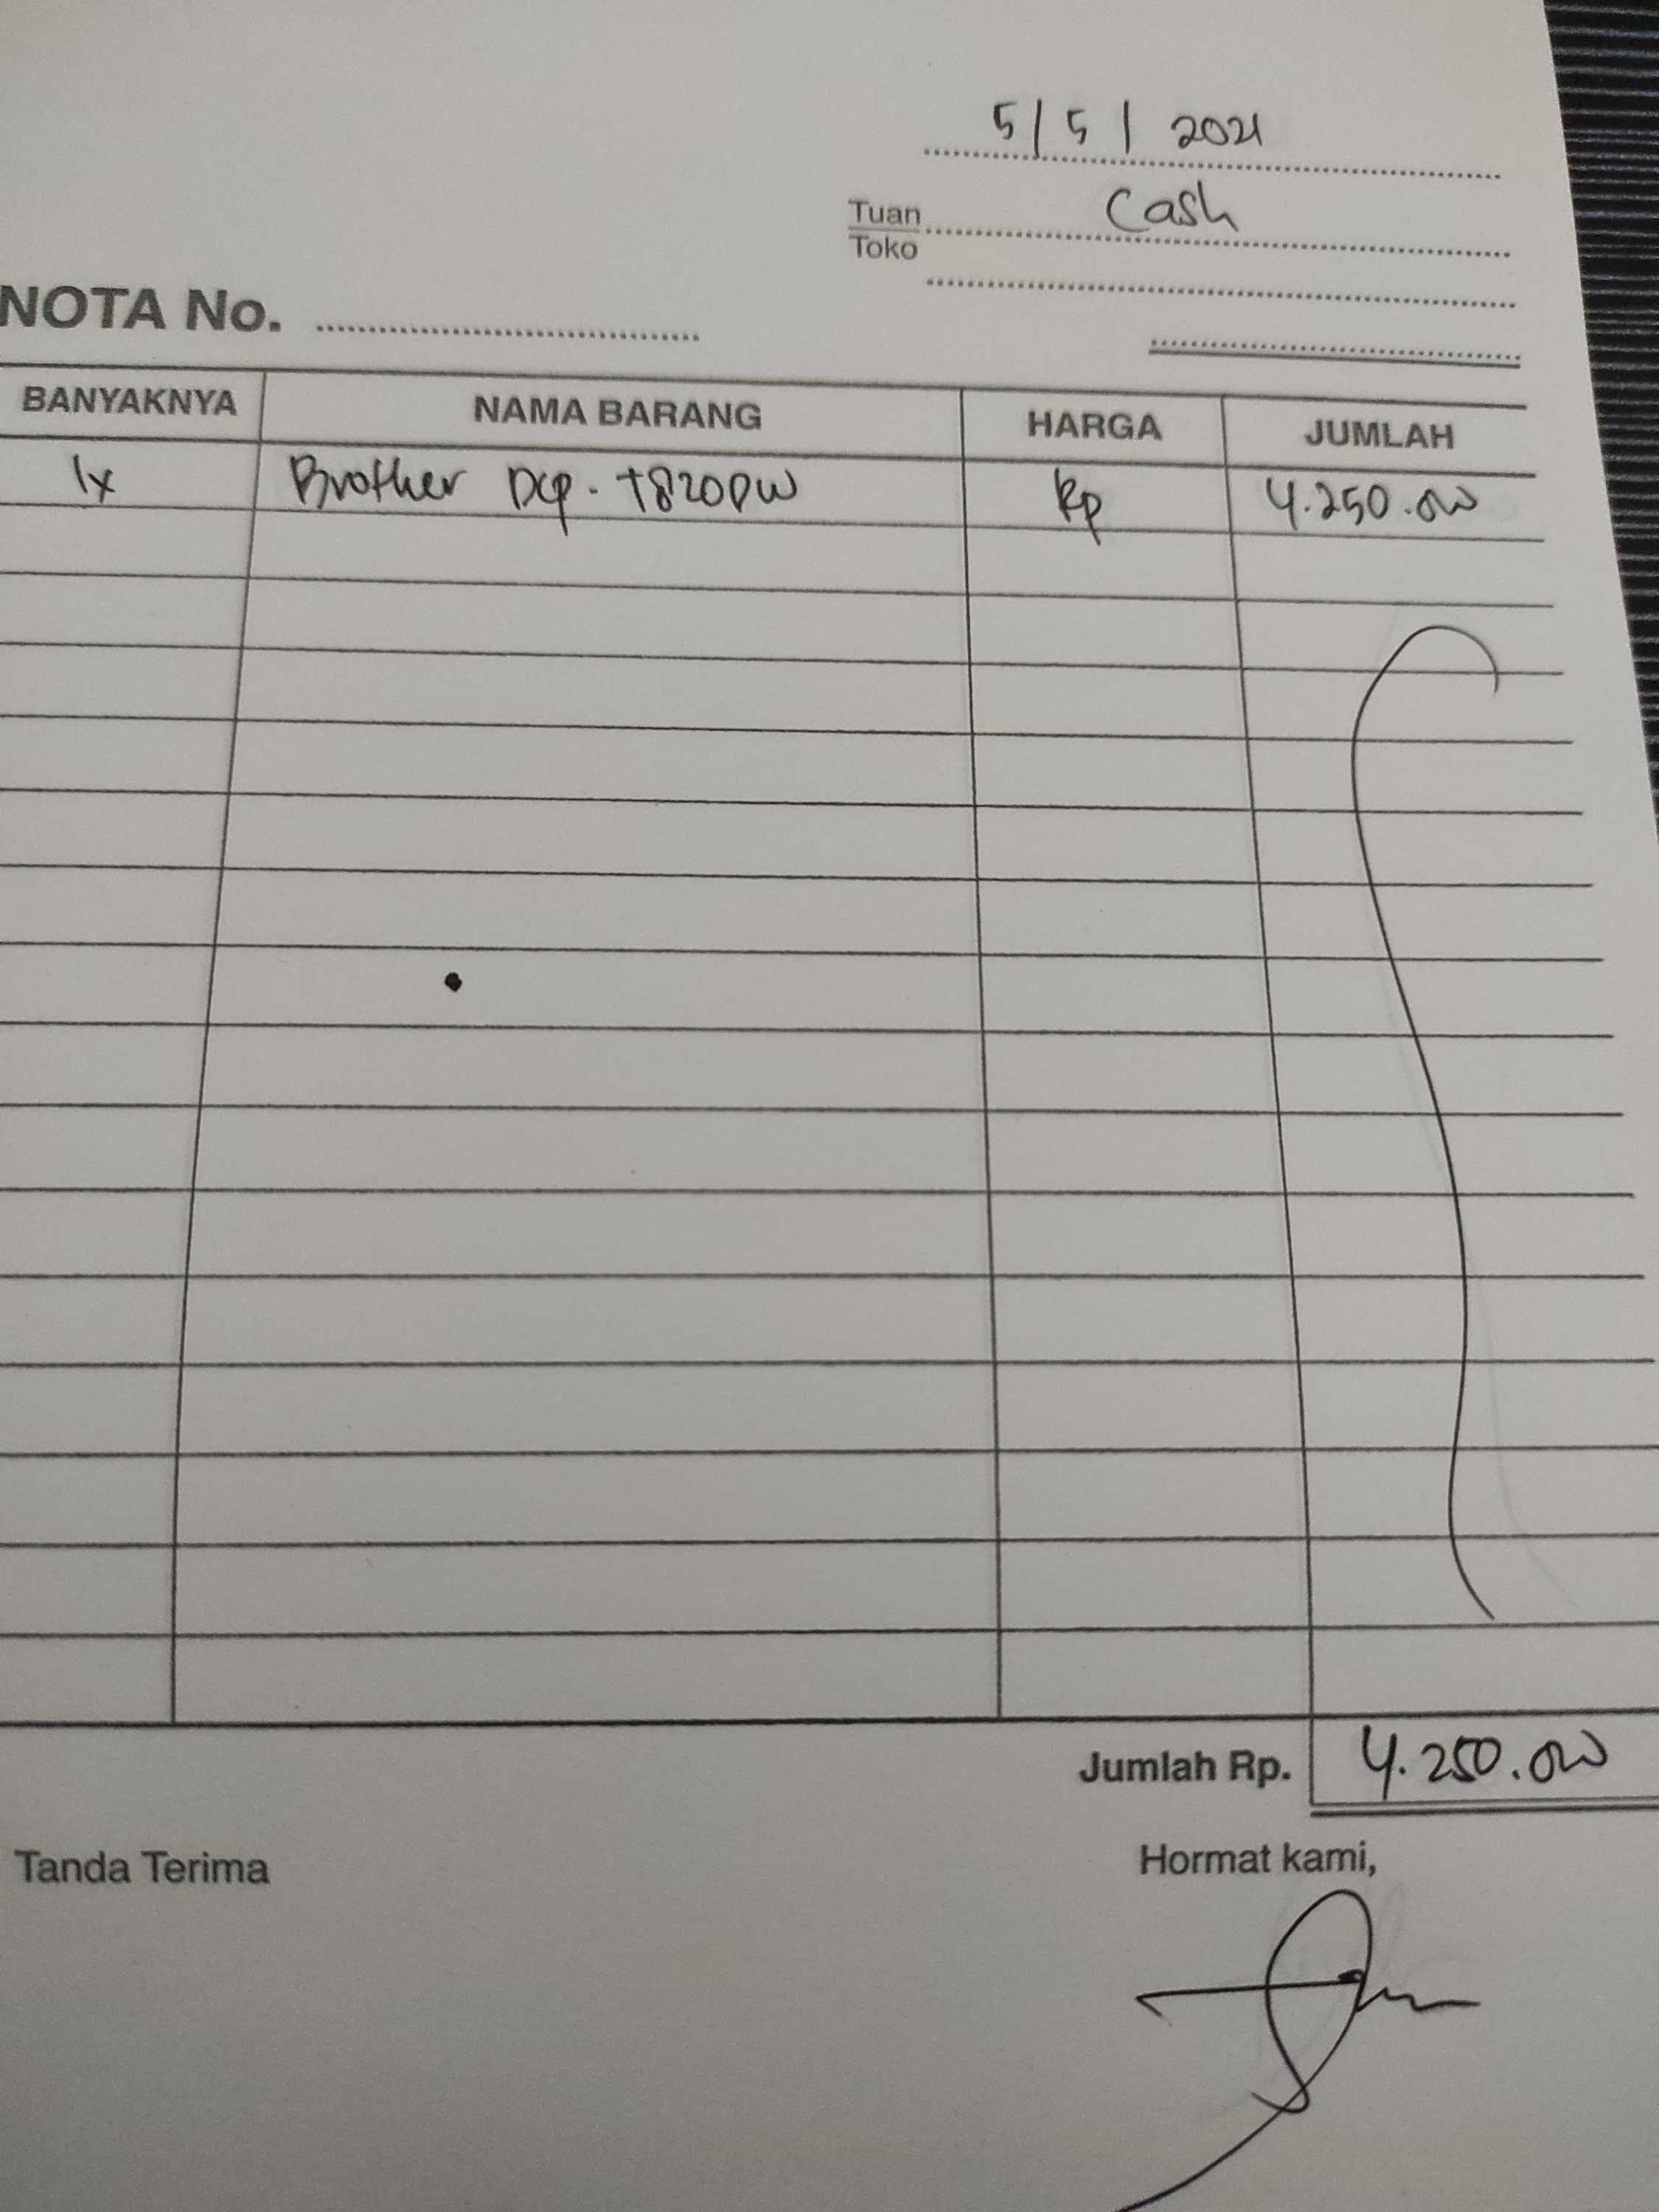 5/5/2021
Tuan Cash
Toko
NOTA No.
BANYAKNYA NAMA BARANG HARGA JUMLAH
1x Brother Dcp-t820DW Rp 4.250.000
Jumlah Rp. 4.250.000
Tanda Terima Hormat kami,